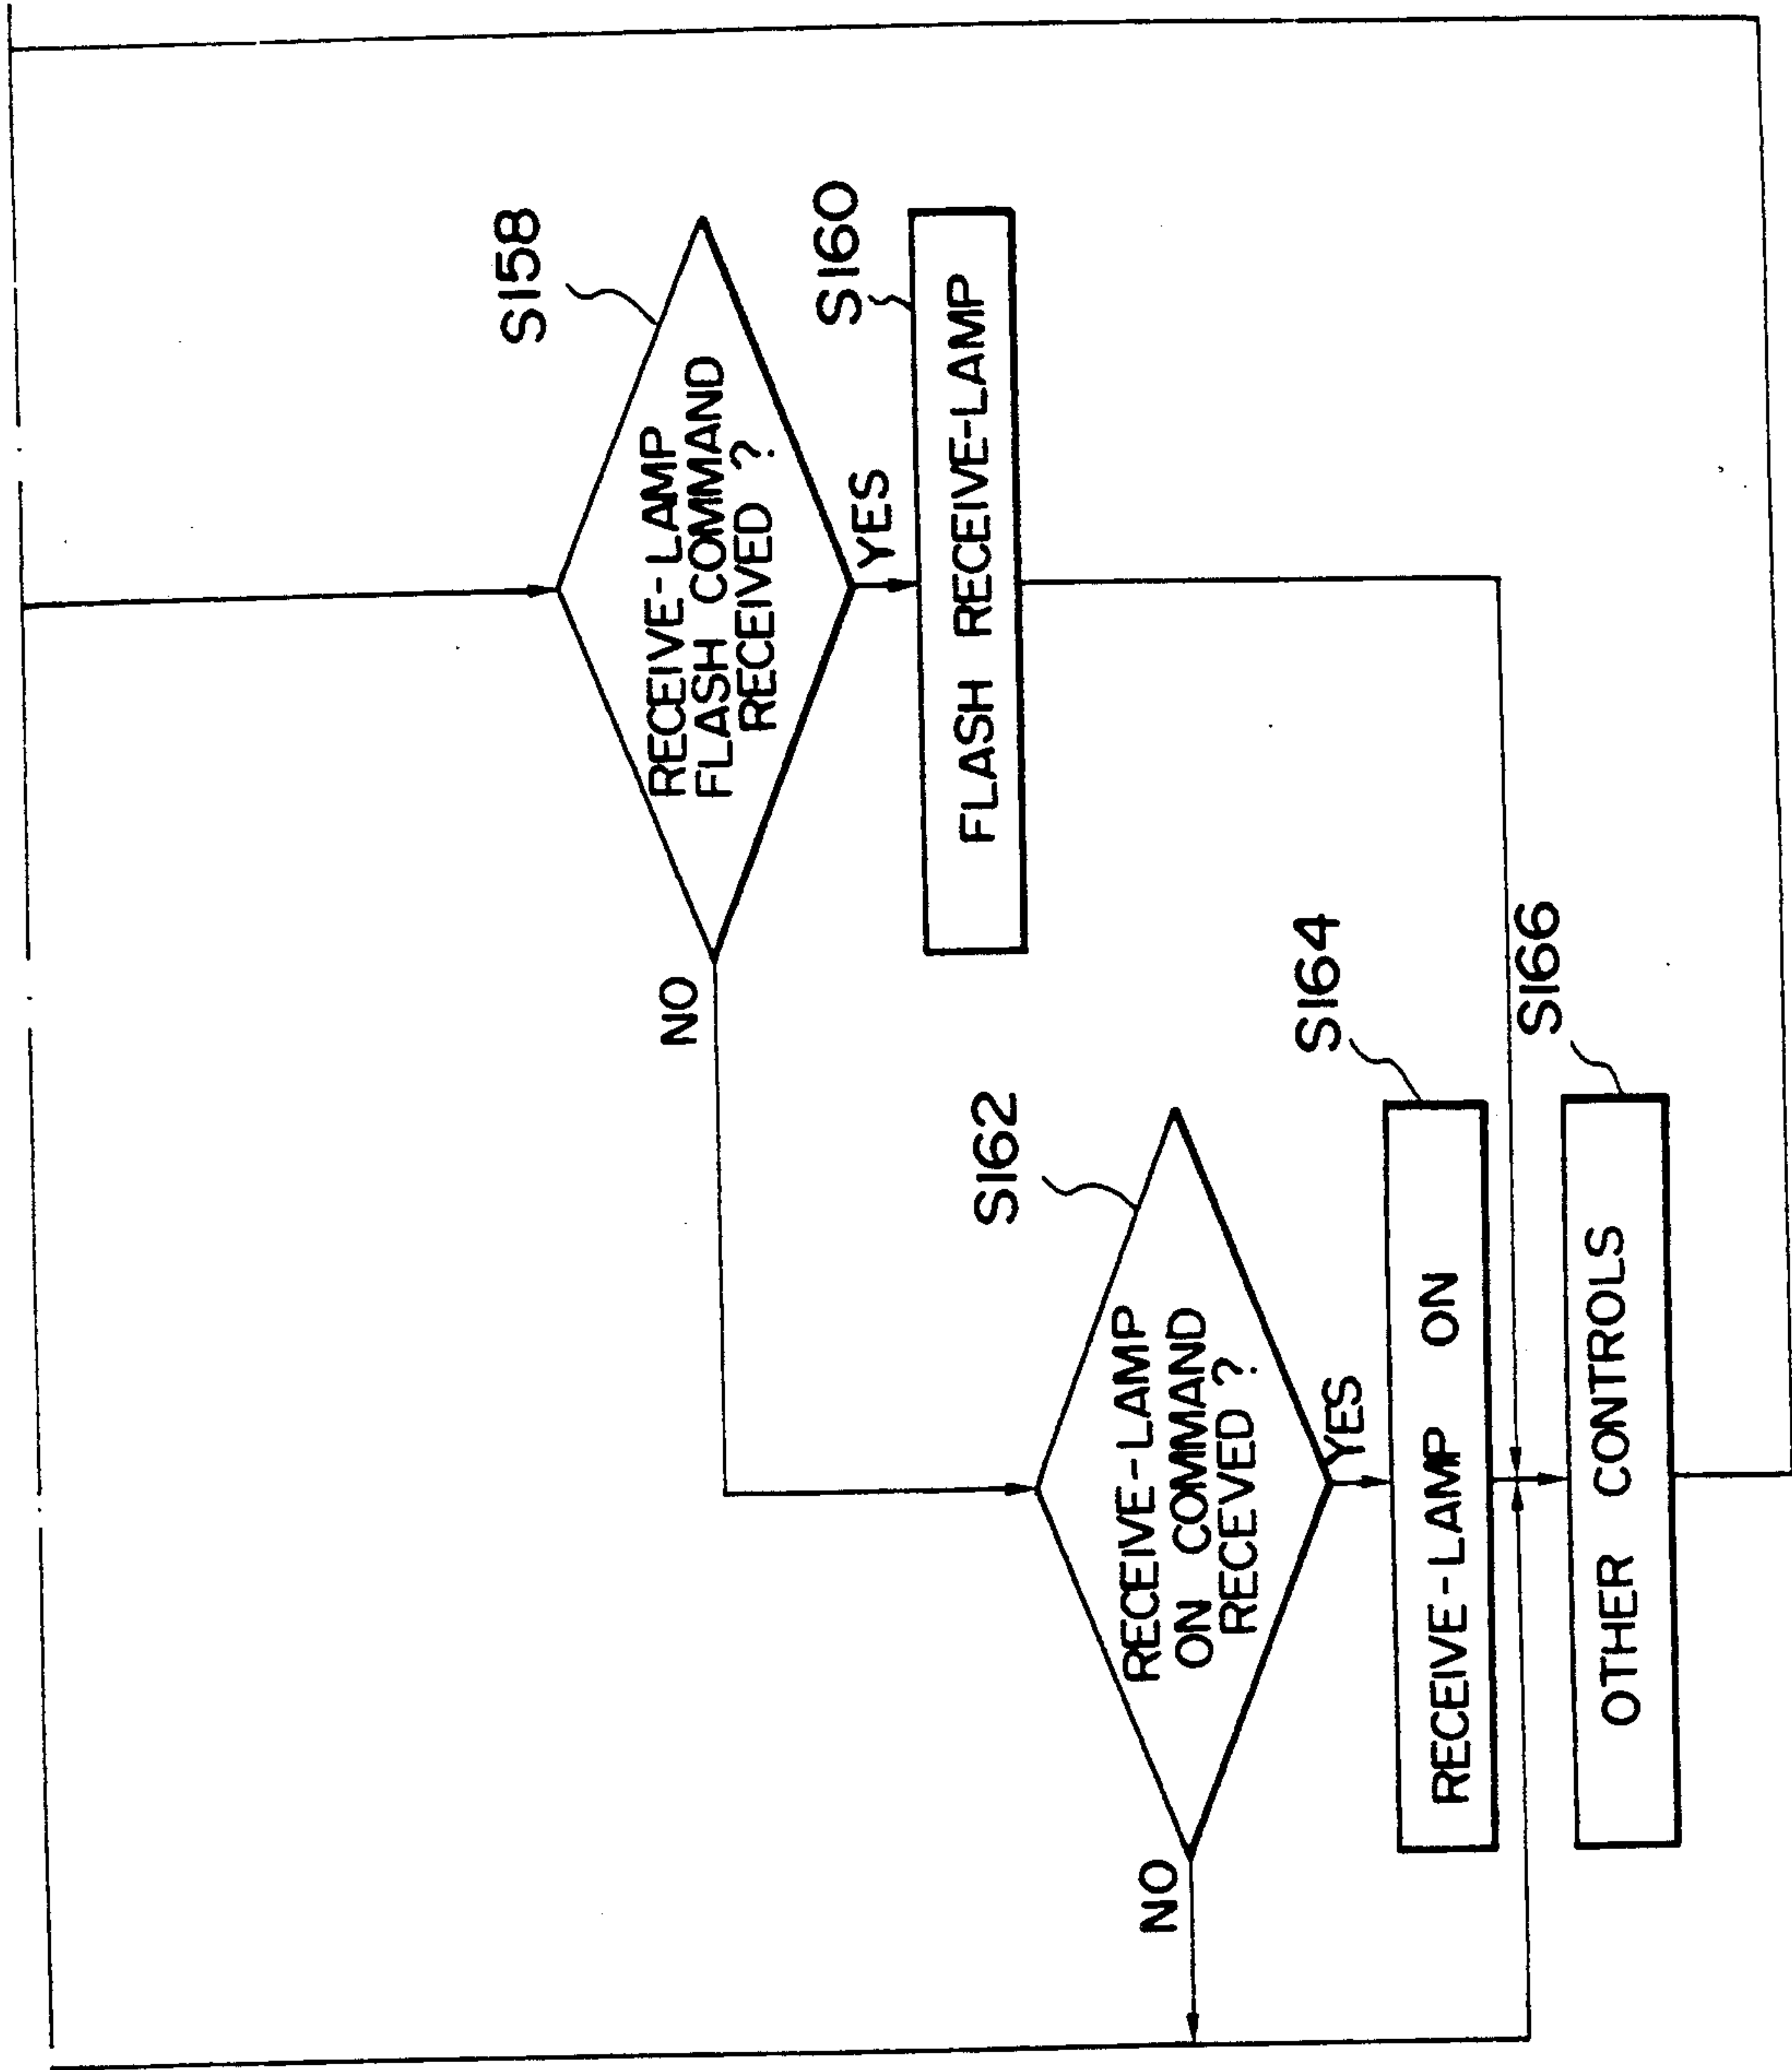 S158
RECEIVE-LAMP
FLASH COMMAND
RECEIVED ?
YES
NO
S160
FLASH RECEIVE-LAMP
S162
RECEIVE-LAMP
ON COMMAND
RECEVED ?
YES
NO
S164
RECEIVE-LAMP ON
S166
OTHER CONTROLS